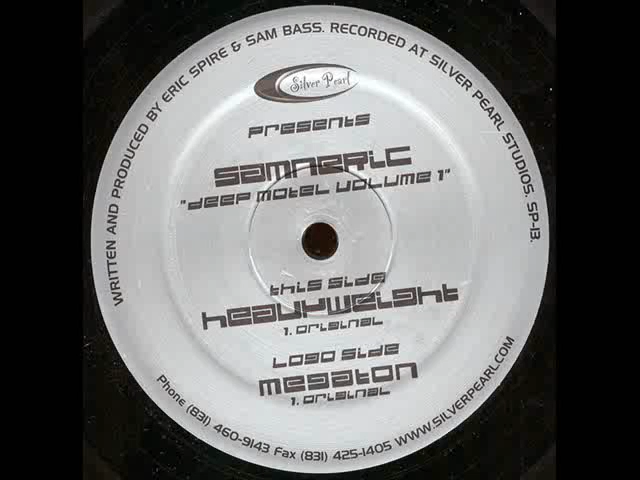 WRITTEN AND PRODUCED BY ERIC SPIRE & SAM BASS. RECORDED AT SILVER PEARL STUDIOS. SP-13.
Silver Pearl
Presents
SAMNERIC
"Deep Motel Volume 1"
This Side
Heavyweight
1. Original
Logo Side
Megaton
1. Original
Phone (831) 460-9143 Fax (831) 425-1405 WWW.SILVERPEARL.COM